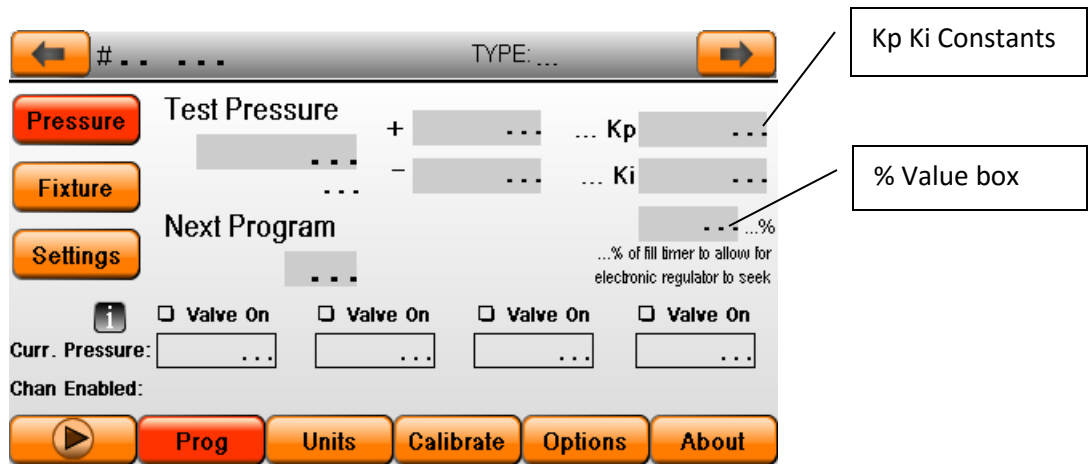 Kp Ki Constants
#.. ... TYPE: ...
Pressure
Test Pressure
+ ... ... Kp ...
...
− ... ... Ki ...
Fixture
...
% Value box
Next Program
... ...%
Settings
...% of fill timer to allow for
electronic regulator to seek
...
i
Valve On Valve On Valve On Valve On
Curr. Pressure: ... ... ... ...
Chan Enabled:
Prog Units Calibrate Options About